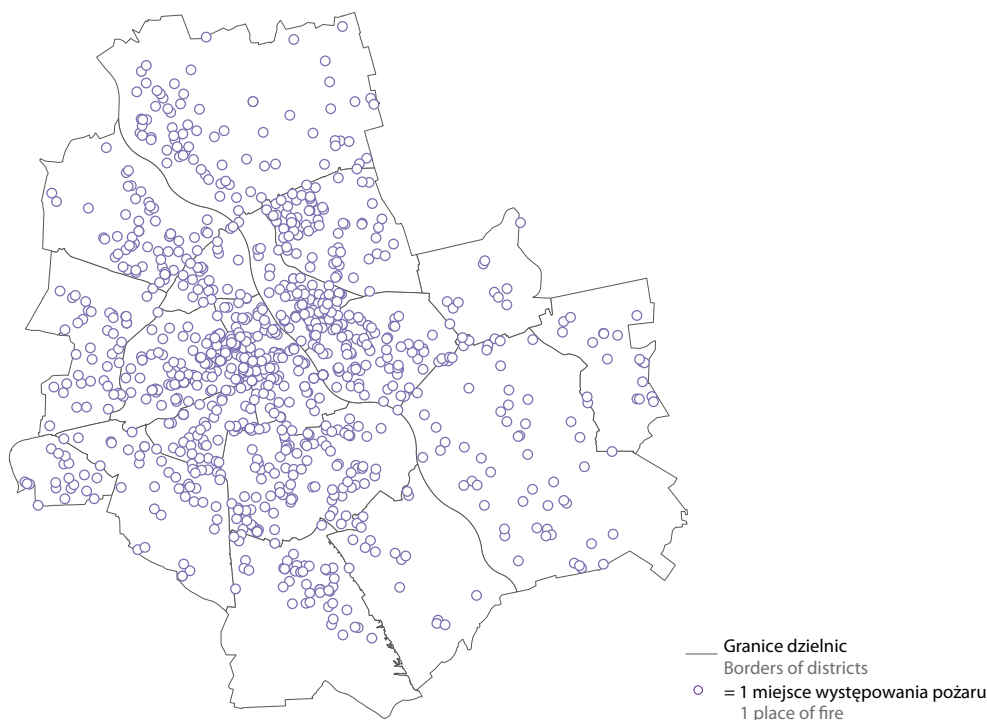 Granice dzielnic
Borders of districts
= 1 miejsce występowania pożaru
1 place of fire